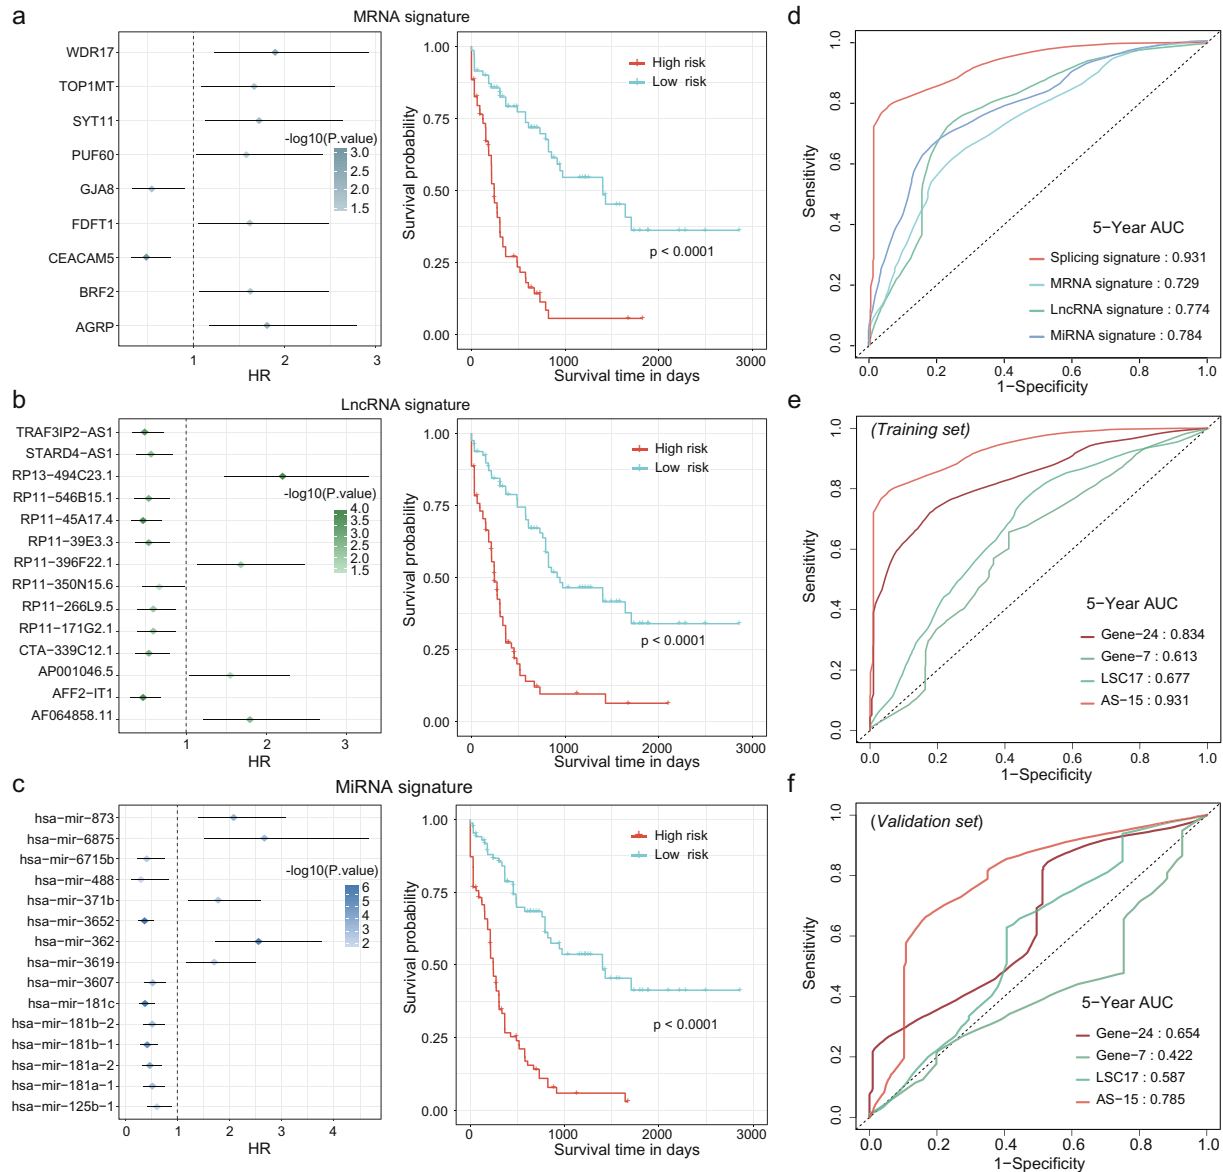 a
MRNA signature
WDR17
TOP1MT
SYT11
PUF60
GJA8
FDFT1
CEACAM5
BRF2
AGRP
-log10(P.value)
3.0
2.5
2.0
1.5
1
2
3
HR
Survival probability
1.00
0.75
0.50
0.25
0.00
High risk
Low risk
p < 0.0001
0
1000
2000
3000
Survival time in days
d
Sensitivity
1.0
0.8
0.6
0.4
0.2
0.0
5−Year AUC
Splicing signature : 0.931
MRNA signature : 0.729
LncRNA signature : 0.774
MiRNA signature : 0.784
0.0 0.2 0.4 0.6 0.8 1.0
1−Specificity
b
LncRNA signature
TRAF3IP2−AS1
STARD4−AS1
RP13−494C23.1
RP11−546B15.1
RP11−45A17.4
RP11−39E3.3
RP11−396F22.1
RP11−350N15.6
RP11−266L9.5
RP11−171G2.1
CTA−339C12.1
AP001046.5
AFF2−IT1
AF064858.11
-log10(P.value)
4.0
3.5
3.0
2.5
2.0
1.5
1
2
3
HR
Survival probability
1.00
0.75
0.50
0.25
0.00
High risk
Low risk
p < 0.0001
0
1000
2000
3000
Survival time in days
e
(Training set)
Sensitivity
1.0
0.8
0.6
0.4
0.2
0.0
5−Year AUC
Gene−24 : 0.834
Gene−7 : 0.613
LSC17 : 0.677
AS−15 : 0.931
0.0 0.2 0.4 0.6 0.8 1.0
1−Specificity
c
MiRNA signature
hsa−mir−873
hsa−mir−6875
hsa−mir−6715b
hsa−mir−488
hsa−mir−371b
hsa−mir−3652
hsa−mir−362
hsa−mir−3619
hsa−mir−3607
hsa−mir−181c
hsa−mir−181b−2
hsa−mir−181b−1
hsa−mir−181a−2
hsa−mir−181a−1
hsa−mir−125b−1
-log10(P.value)
6
5
4
3
2
0
1
2
3
4
HR
Survival probability
1.00
0.75
0.50
0.25
0.00
High risk
Low risk
p < 0.0001
0
1000
2000
3000
Survival time in days
f
(Validation set)
Sensitivity
1.0
0.8
0.6
0.4
0.2
0.0
5−Year AUC
Gene−24 : 0.654
Gene−7 : 0.422
LSC17 : 0.587
AS−15 : 0.785
0.0 0.2 0.4 0.6 0.8 1.0
1−Specificity